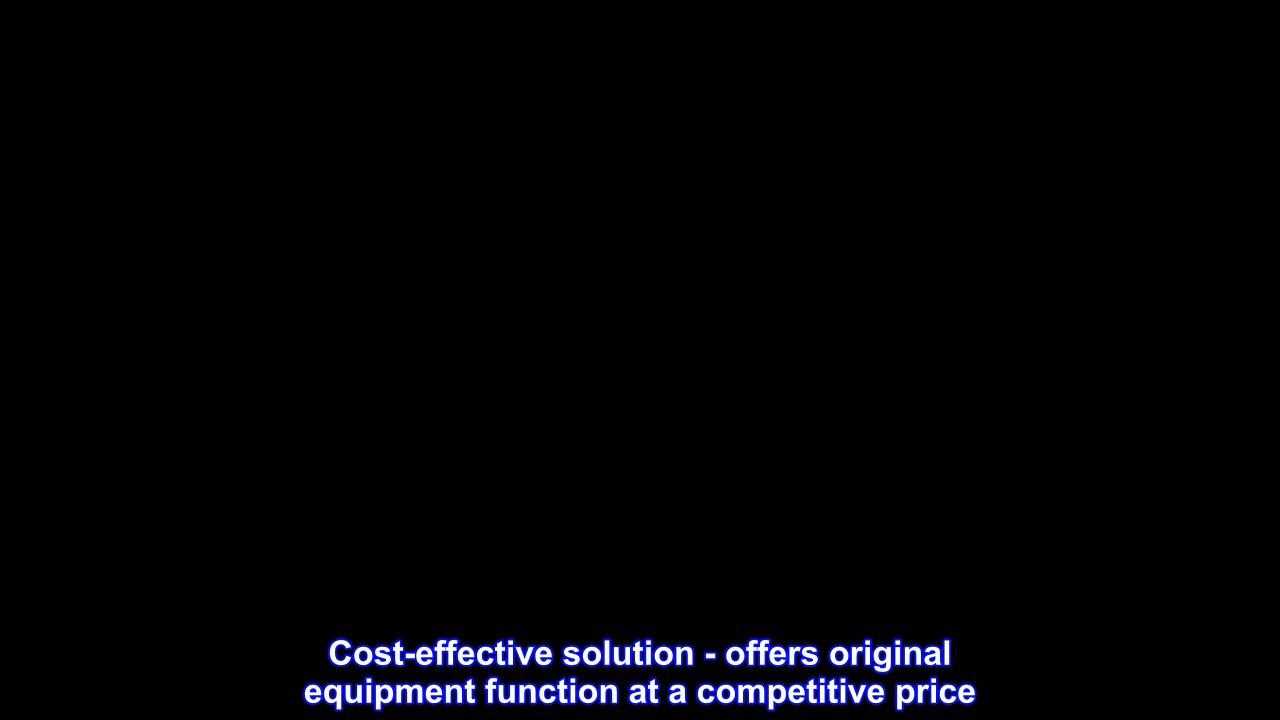 Cost-effective solution - offers original
equipment function at a competitive price